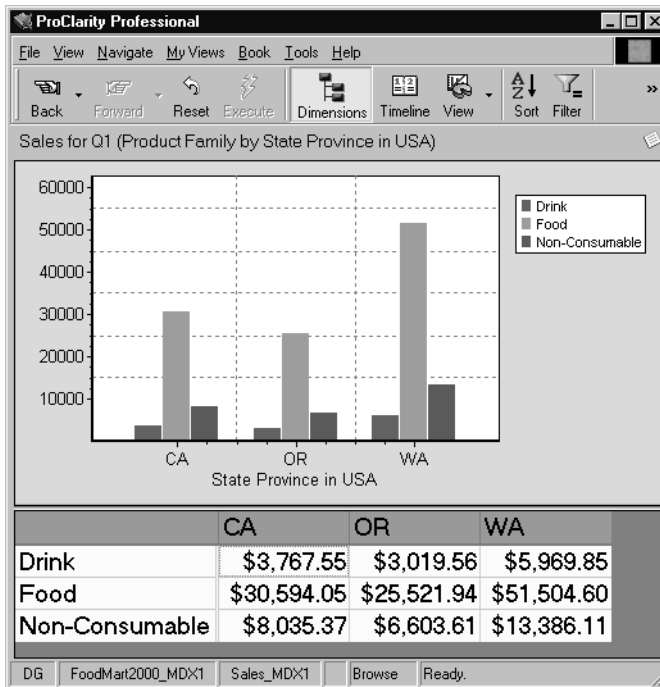 ProClarity Professional
File View Navigate My Views Book Tools Help
Back Forward Reset Execute Dimensions Timeline View Sort Filter »
Sales for Q1 (Product Family by State Province in USA)
60000
50000
40000
30000
20000
10000
CA OR WA
State Province in USA
Drink
Food
Non-Consumable
CA OR WA
Drink $3,767.55 $3,019.56 $5,969.85
Food $30,594.05 $25,521.94 $51,504.60
Non-Consumable $8,035.37 $6,603.61 $13,386.11
DG FoodMart2000_MDX1 Sales_MDX1 Browse Ready.